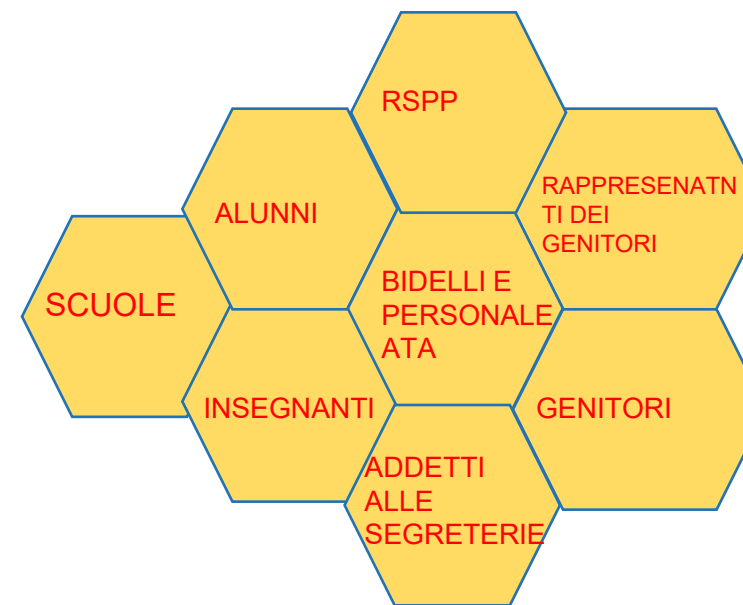 RSPP
RAPPRESENATN
TI DEI
GENITORI
ALUNNI
BIDELLI E
PERSONALE
ATA
SCUOLE
INSEGNANTI
GENITORI
ADDETTI
ALLE
SEGRETERIE